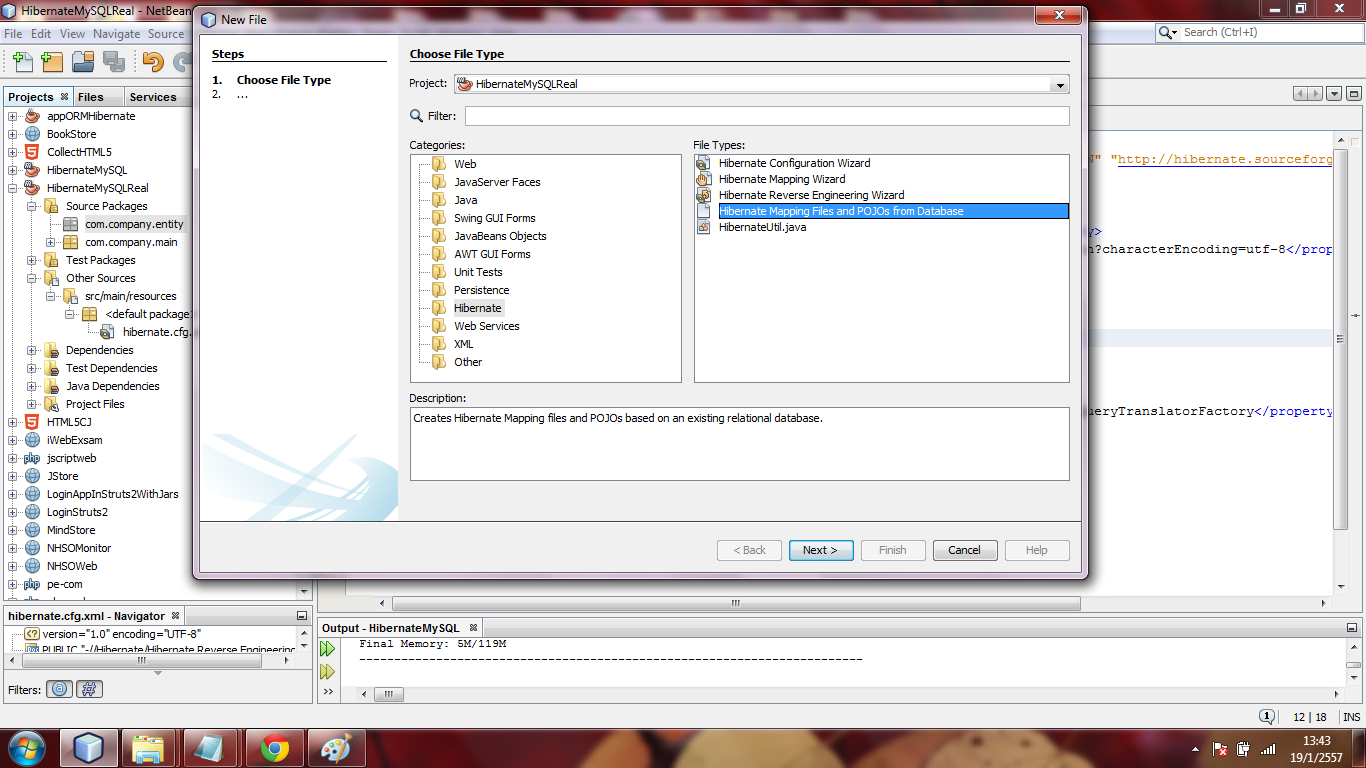 HibernateMySQLReal - NetBean
File Edit View Navigate Source
Search (Ctrl+I)
Projects Files Services
appORMHibernate
BookStore
CollectHTML5
HibernateMySQL
HibernateMySQLReal
Source Packages
com.company.entity
com.company.main
Test Packages
Other Sources
src/main/resources
<default package>
hibernate.cfg.
Dependencies
Test Dependencies
Java Dependencies
Project Files
HTML5CJ
iWebExsam
jscriptweb
JStore
LoginAppInStruts2WithJars
LoginStruts2
MindStore
NHSOMonitor
NHSOWeb
pe-com
hibernate.cfg.xml - Navigator
version="1.0" encoding="UTF-8"
PUBLIC "-//Hibernate/Hibernate Reverse Engineering
Filters:
New File
Steps
1. Choose File Type
2. ...
Choose File Type
Project: HibernateMySQLReal
Filter:
Categories:
Web
JavaServer Faces
Java
Swing GUI Forms
JavaBeans Objects
AWT GUI Forms
Unit Tests
Persistence
Hibernate
Web Services
XML
Other
File Types:
Hibernate Configuration Wizard
Hibernate Mapping Wizard
Hibernate Reverse Engineering Wizard
Hibernate Mapping Files and POJOs from Database
HibernateUtil.java
Description:
Creates Hibernate Mapping files and POJOs based on an existing relational database.
< Back Next > Finish Cancel Help
N" "http://hibernate.sourceforg
y>
n?characterEncoding=utf-8</prop
ueryTranslatorFactory</property
Output - HibernateMySQL
Final Memory: 5M/119M
------------------------------------------------------------------------
1 12 | 18 INS
13:43
19/1/2557